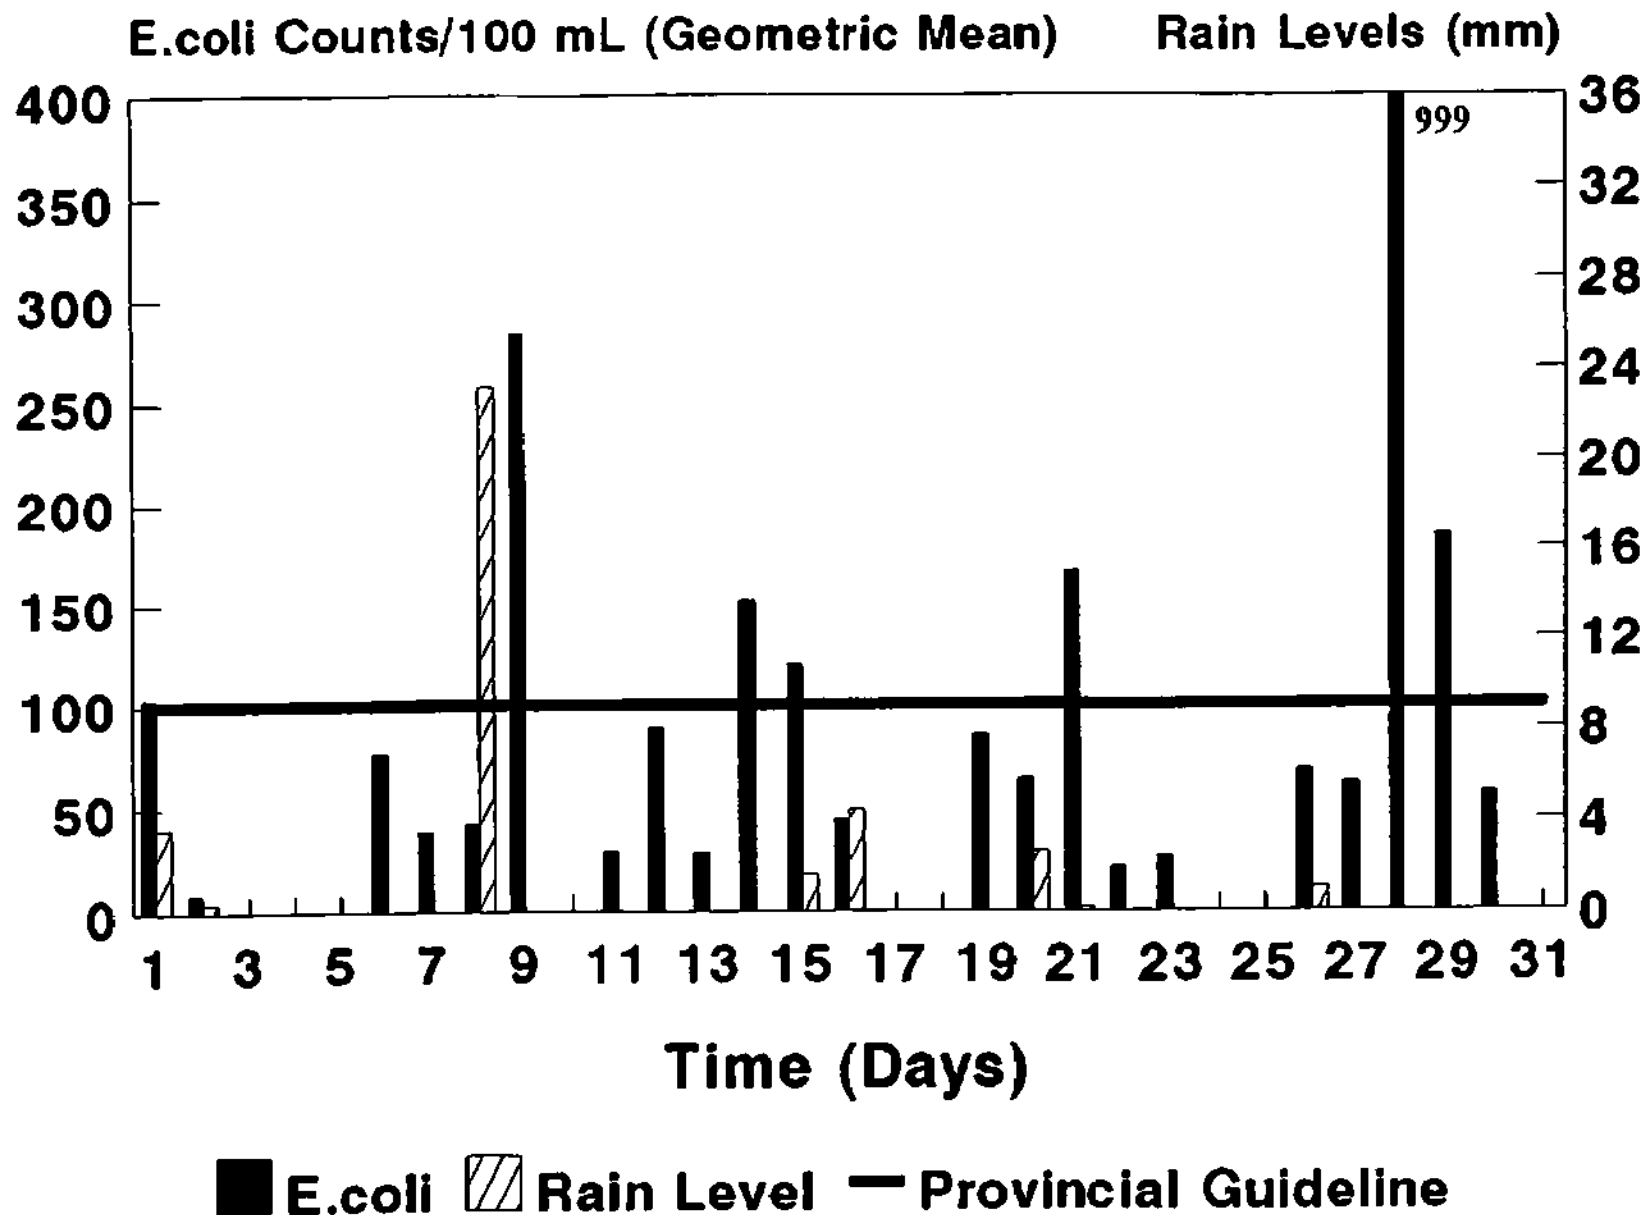 E.coli Counts/100 mL (Geometric Mean) Rain Levels (mm)
400 36
999
350 32
300 28
250 24
200 20
150 16
100 12
50 8
0 4
0
1 3 5 7 9 11 13 15 17 19 21 23 25 27 29 31
Time (Days)
E.coli Rain Level Provincial Guideline